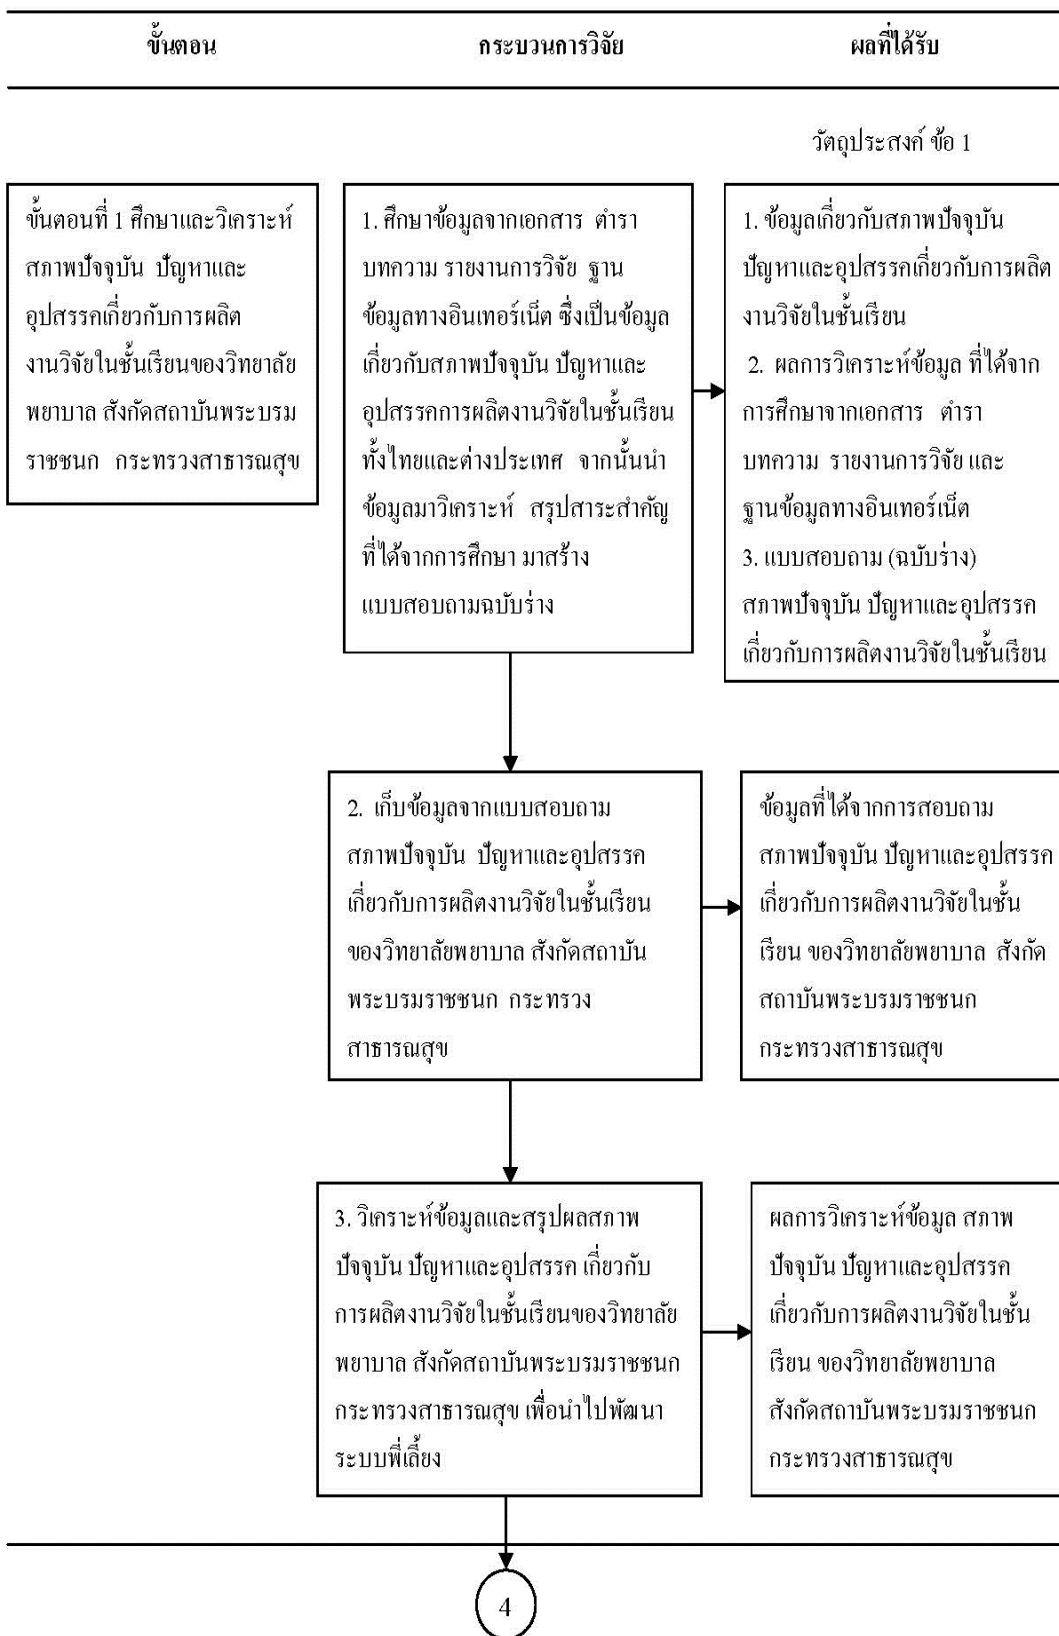 ขั้นตอน กระบวนการวิจัย ผลที่ได้รับ
วัตถุประสงค์ ข้อ 1
ขั้นตอนที่ 1 ศึกษาและวิเคราะห์
สภาพปัจจุบัน ปัญหาและ
อุปสรรคเกี่ยวกับการผลิต
งานวิจัยในชั้นเรียนของวิทยาลัย
พยาบาล สังกัดสถาบันพระบรม
ราชชนก กระทรวงสาธารณสุข
1. ศึกษาข้อมูลจากเอกสาร ตำรา
บทความ รายงานการวิจัย ฐาน
ข้อมูลทางอินเทอร์เน็ต ซึ่งเป็นข้อมูล
เกี่ยวกับสภาพปัจจุบัน ปัญหาและ
อุปสรรคการผลิตงานวิจัยในชั้นเรียน
ทั้งไทยและต่างประเทศ จากนั้นนำ
ข้อมูลมาวิเคราะห์ สรุปสาระสำคัญ
ที่ได้จากการศึกษา มาสร้าง
แบบสอบถามฉบับร่าง
1. ข้อมูลเกี่ยวกับสภาพปัจจุบัน
ปัญหาและอุปสรรคเกี่ยวกับการผลิต
งานวิจัยในชั้นเรียน
2. ผลการวิเคราะห์ข้อมูล ที่ได้จาก
การศึกษาจากเอกสาร ตำรา
บทความ รายงานการวิจัย และ
ฐานข้อมูลทางอินเทอร์เน็ต
3. แบบสอบถาม (ฉบับร่าง)
สภาพปัจจุบัน ปัญหาและอุปสรรค
เกี่ยวกับการผลิตงานวิจัยในชั้นเรียน
2. เก็บข้อมูลจากแบบสอบถาม
สภาพปัจจุบัน ปัญหาและอุปสรรค
เกี่ยวกับการผลิตงานวิจัยในชั้นเรียน
ของวิทยาลัยพยาบาล สังกัดสถาบัน
พระบรมราชชนก กระทรวง
สาธารณสุข
ข้อมูลที่ได้จากการสอบถาม
สภาพปัจจุบัน ปัญหาและอุปสรรค
เกี่ยวกับการผลิตงานวิจัยในชั้น
เรียน ของวิทยาลัยพยาบาล สังกัด
สถาบันพระบรมราชชนก
กระทรวงสาธารณสุข
3. วิเคราะห์ข้อมูลและสรุปผลสภาพ
ปัจจุบัน ปัญหาและอุปสรรค เกี่ยวกับ
การผลิตงานวิจัยในชั้นเรียนของวิทยาลัย
พยาบาล สังกัดสถาบันพระบรมราชชนก
กระทรวงสาธารณสุข เพื่อนำไปพัฒนา
ระบบพี่เลี้ยง
ผลการวิเคราะห์ข้อมูล สภาพ
ปัจจุบัน ปัญหาและอุปสรรค
เกี่ยวกับการผลิตงานวิจัยในชั้น
เรียน ของวิทยาลัยพยาบาล
สังกัดสถาบันพระบรมราชชนก
กระทรวงสาธารณสุข
4